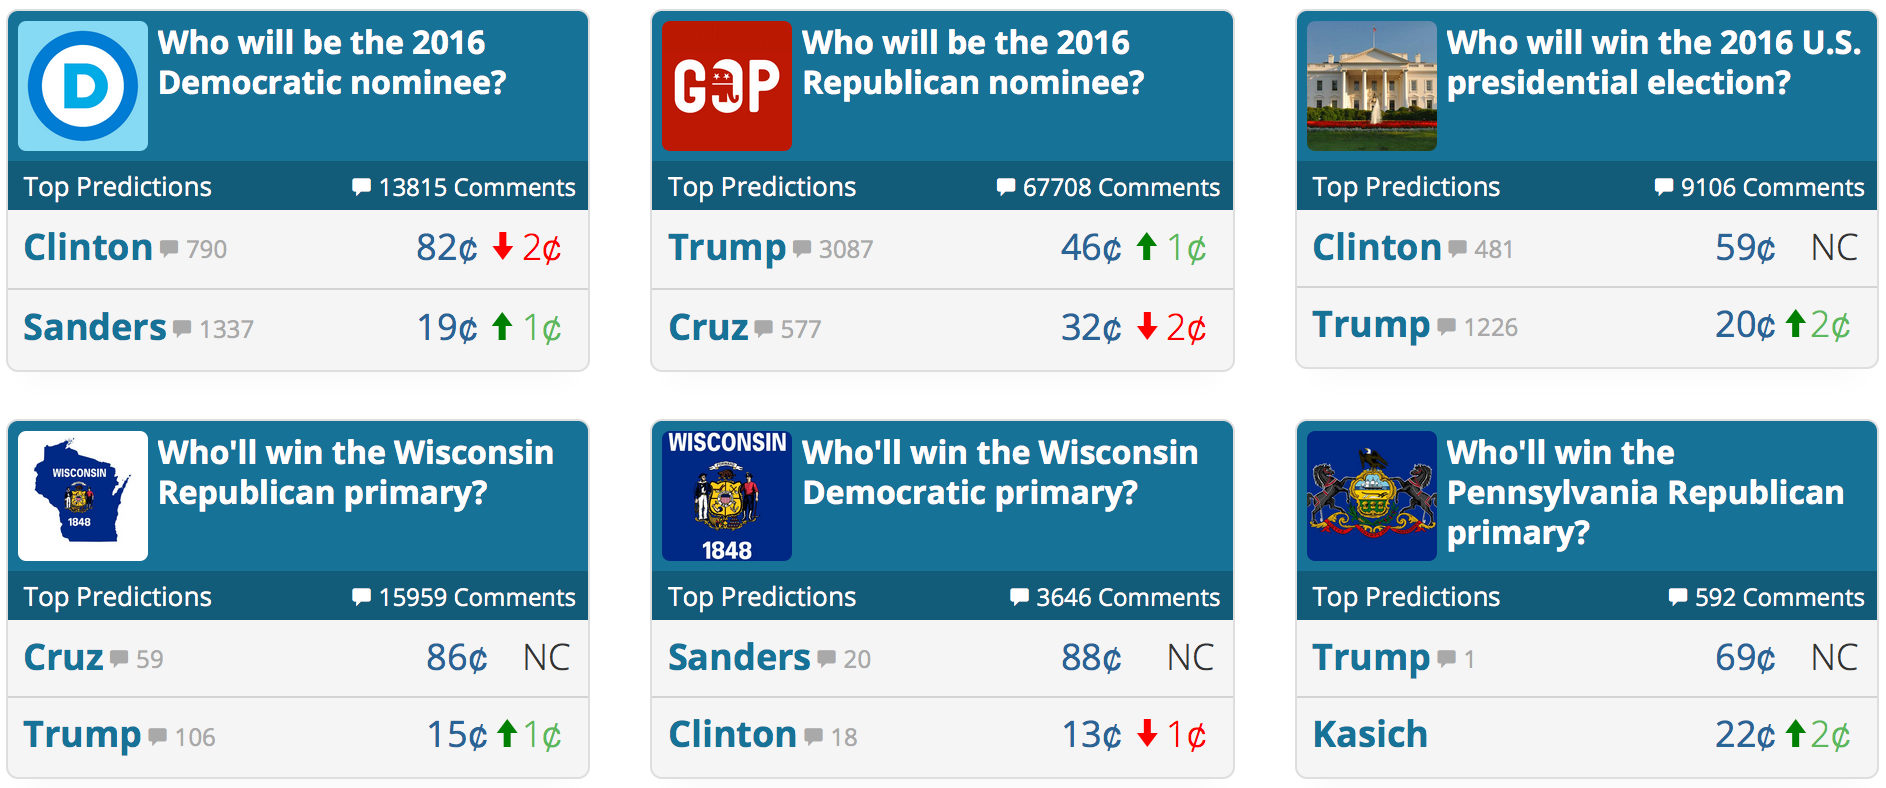 D
Who will be the 2016
Democratic nominee?
Top Predictions 13815 Comments
Clinton 790 82¢ 2¢
Sanders 1337 19¢ 1¢
GOP
Who will be the 2016
Republican nominee?
Top Predictions 67708 Comments
Trump 3087 46¢ 1¢
Cruz 577 32¢ 2¢
Who will win the 2016 U.S.
presidential election?
Top Predictions 9106 Comments
Clinton 481 59¢ NC
Trump 1226 20¢ 2¢
WISCONSIN
1848
Who'll win the Wisconsin
Republican primary?
Top Predictions 15959 Comments
Cruz 59 86¢ NC
Trump 106 15¢ 1¢
WISCONSIN
1848
Who'll win the Wisconsin
Democratic primary?
Top Predictions 3646 Comments
Sanders 20 88¢ NC
Clinton 18 13¢ 1¢
Who'll win the
Pennsylvania Republican
primary?
Top Predictions 592 Comments
Trump 1 69¢ NC
Kasich 22¢ 2¢